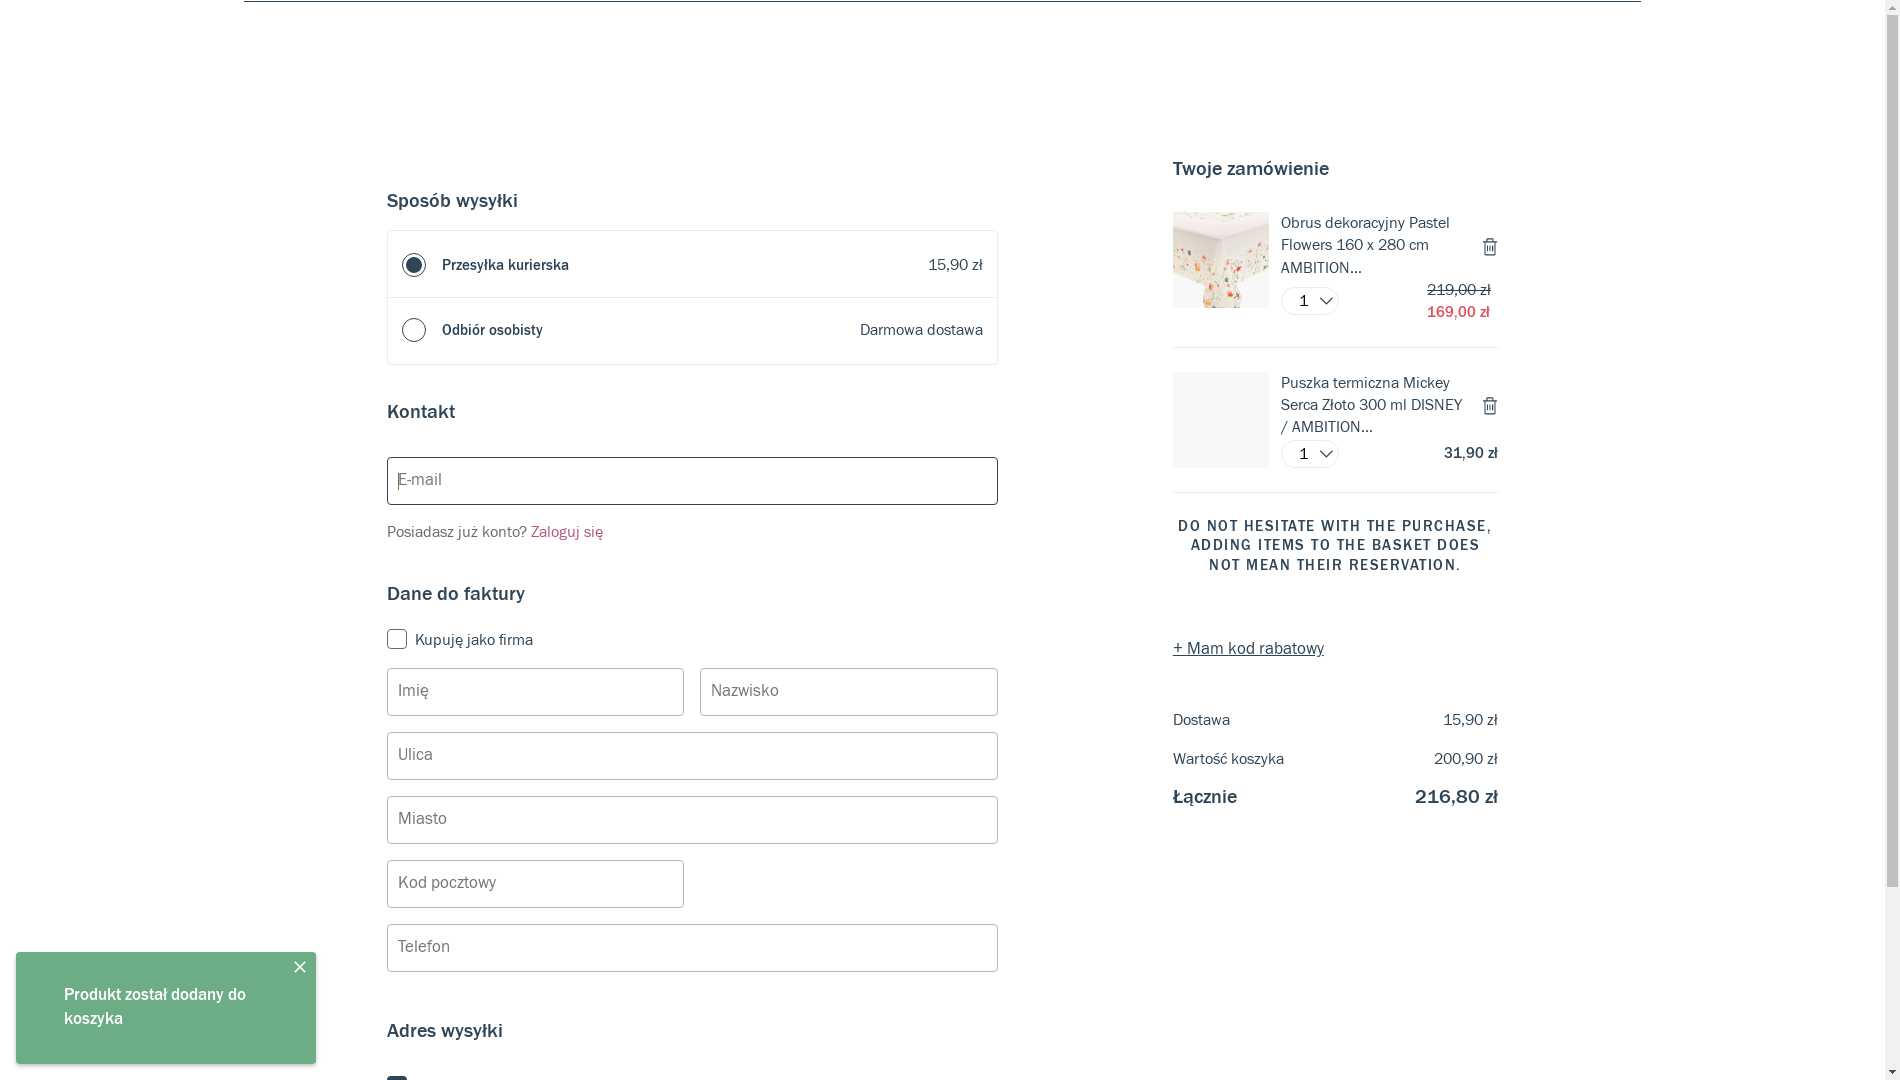 Sposób wysyłki
Przesyłka kurierska 15,90 zł
Odbiór osobisty Darmowa dostawa
Kontakt
E-mail
Posiadasz już konto? Zaloguj się
Dane do faktury
Kupuję jako firma
Imię Nazwisko
Ulica
Miasto
Kod pocztowy
Telefon
Adres wysyłki
Twoje zamówienie
Obrus dekoracyjny Pastel
Flowers 160 x 280 cm
AMBITION...
219,00 zł
1
169,00 zł
Puszka termiczna Mickey
Serca Złoto 300 ml DISNEY
/ AMBITION...
1 31,90 zł
DO NOT HESITATE WITH THE PURCHASE,
ADDING ITEMS TO THE BASKET DOES
NOT MEAN THEIR RESERVATION.
+ Mam kod rabatowy
Dostawa 15,90 zł
Wartość koszyka 200,90 zł
Łącznie 216,80 zł
Produkt został dodany do
koszyka